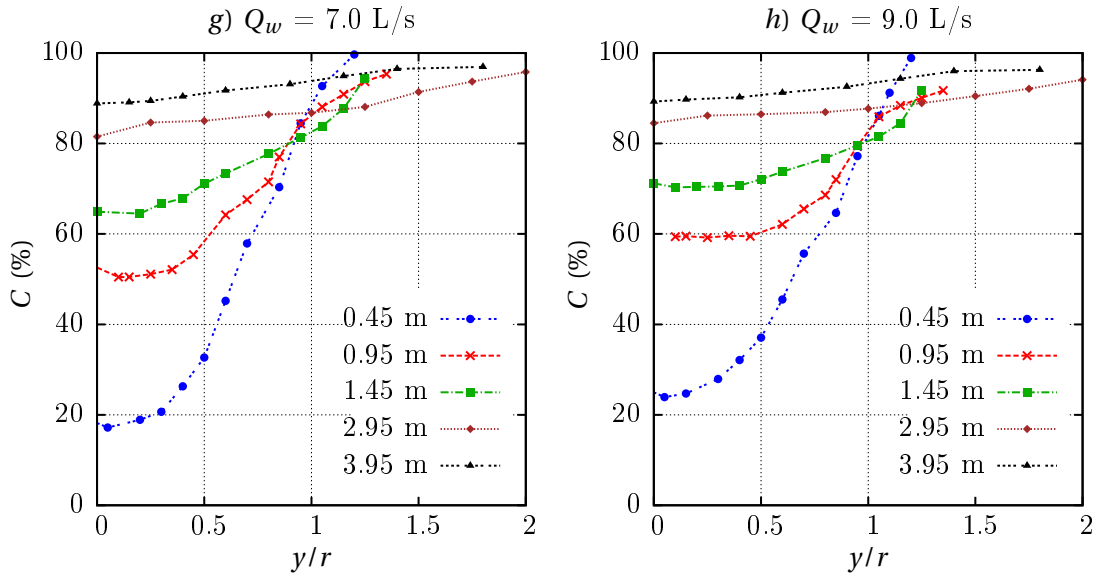 g) Q_w = 7.0 L/s
C (%)
100
80
60
40
20
0
0.45 m
0.95 m
1.45 m
2.95 m
3.95 m
0 0.5 1 1.5 2
y/r
h) Q_w = 9.0 L/s
C (%)
100
80
60
40
20
0
0.45 m
0.95 m
1.45 m
2.95 m
3.95 m
0 0.5 1 1.5 2
y/r